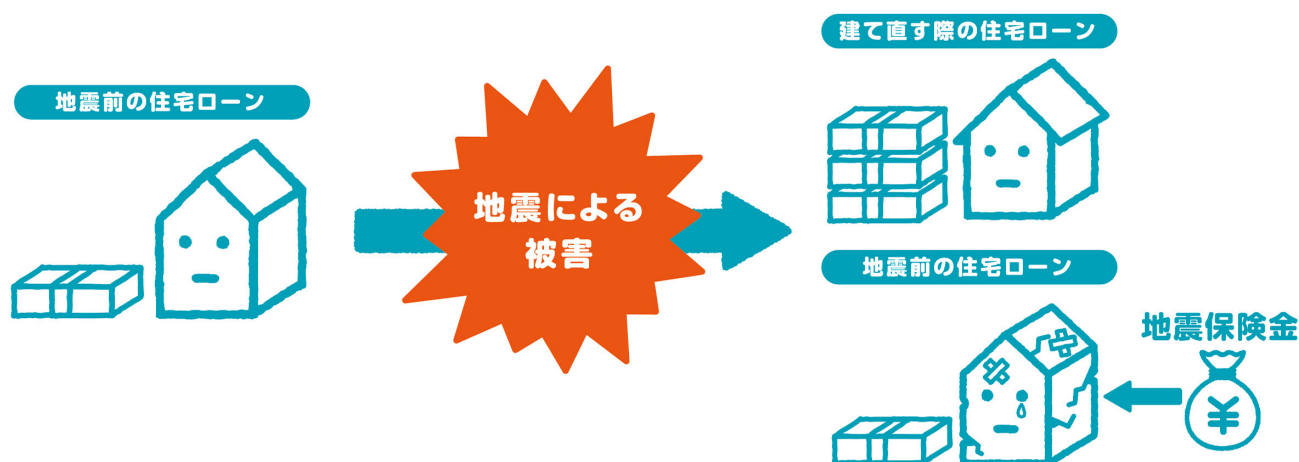 地震前の住宅ローン
地震による
被害
建て直す際の住宅ローン
地震前の住宅ローン
地震保険金
¥